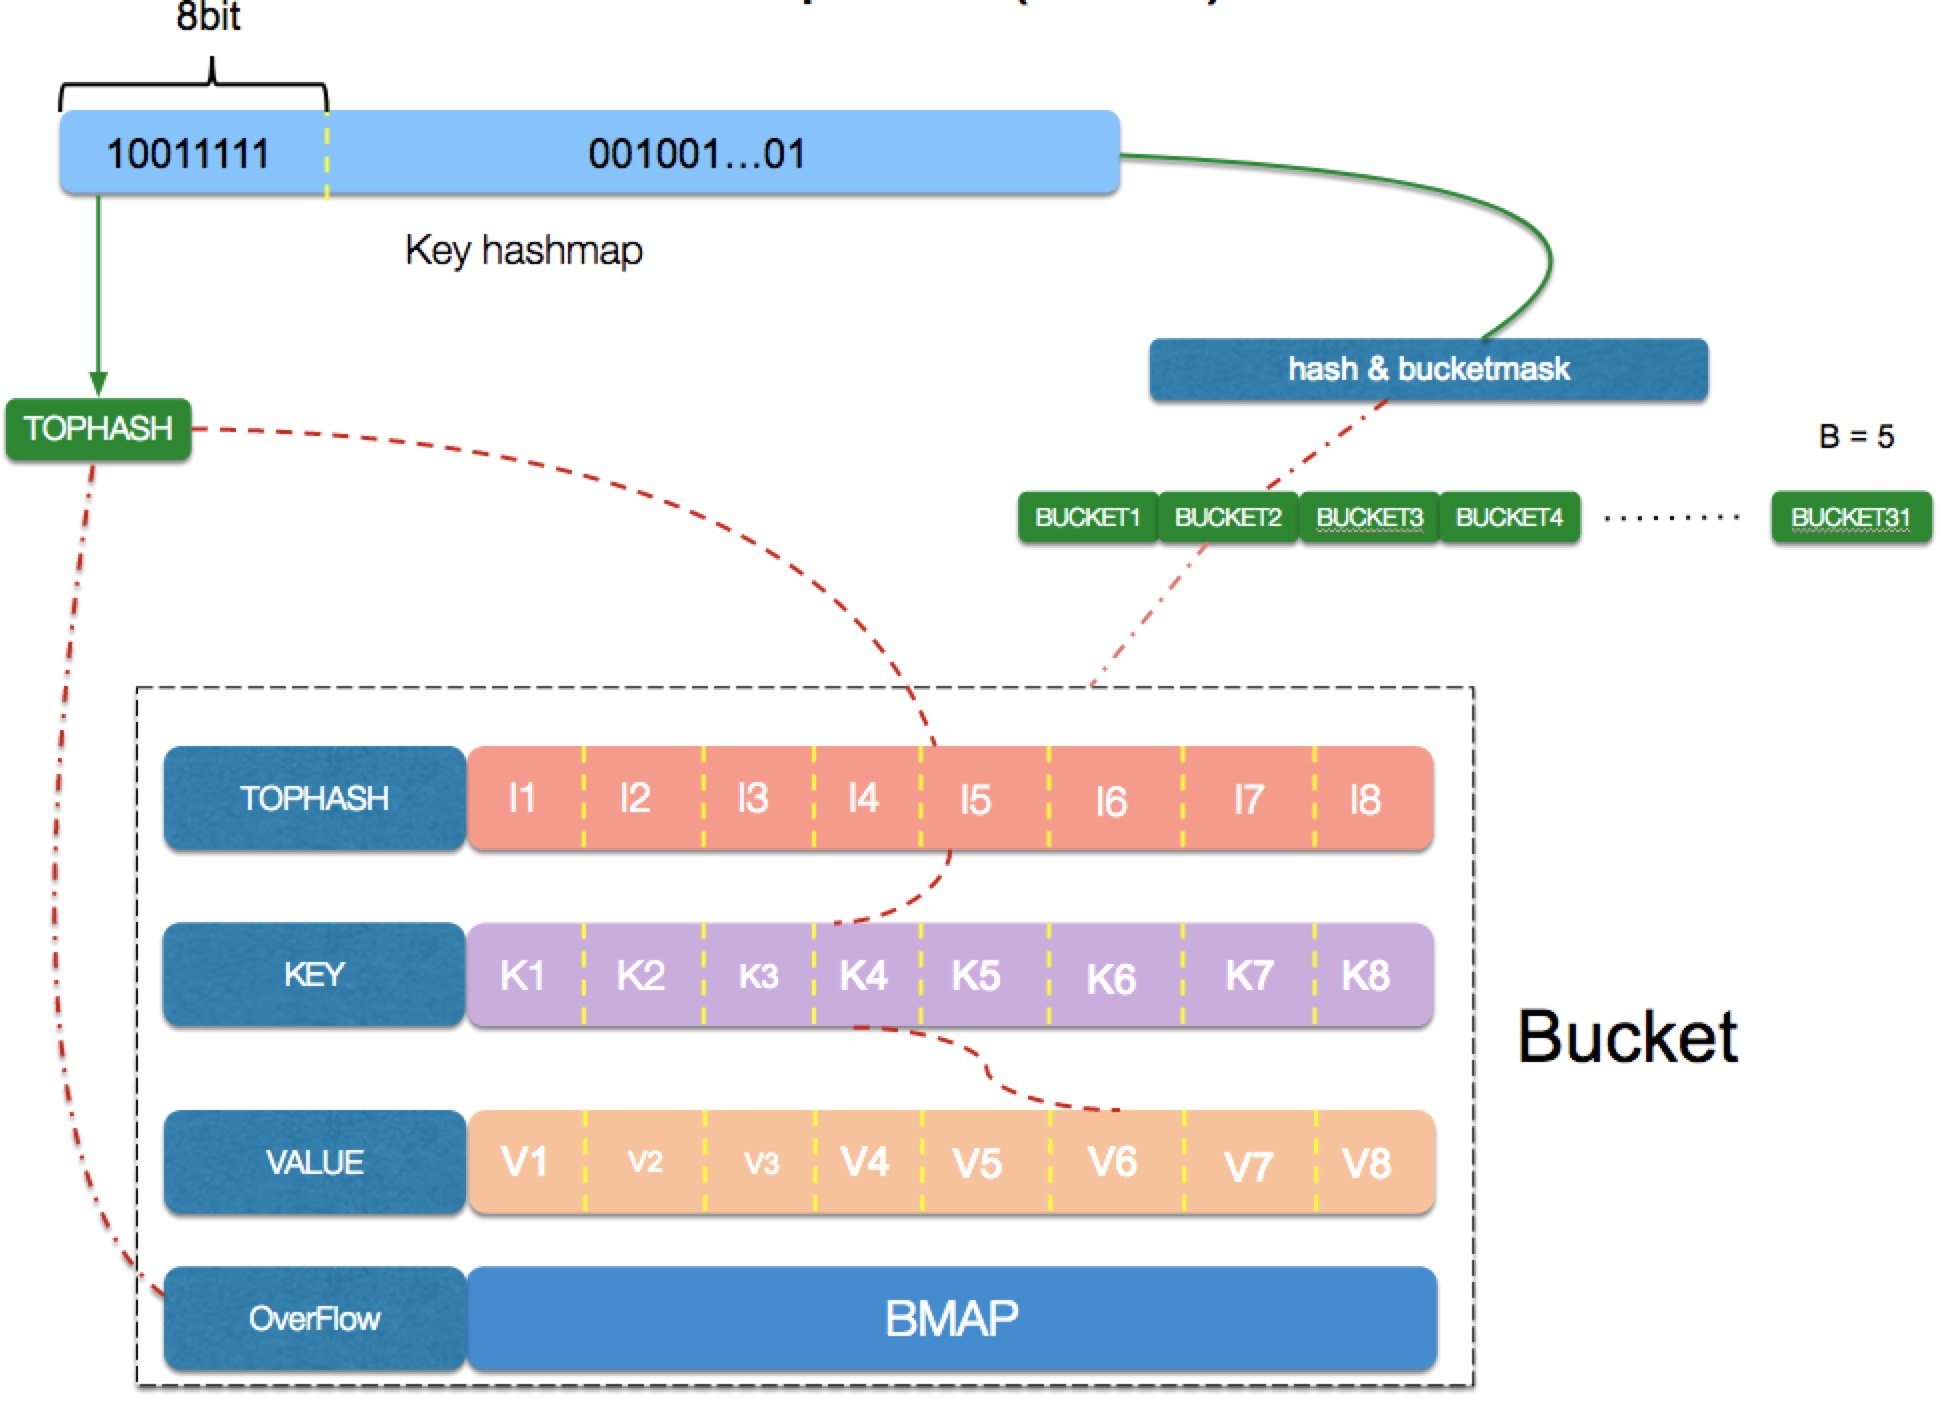 8bit
10011111 001001...01
Key hashmap
hash & bucketmask
TOPHASH
B = 5
BUCKET1 BUCKET2 BUCKET3 BUCKET4 ........ BUCKET31
TOPHASH I1 I2 I3 I4 I5 I6 I7 I8
KEY K1 K2 K3 K4 K5 K6 K7 K8
Bucket
VALUE V1 V2 V3 V4 V5 V6 V7 V8
OverFlow BMAP